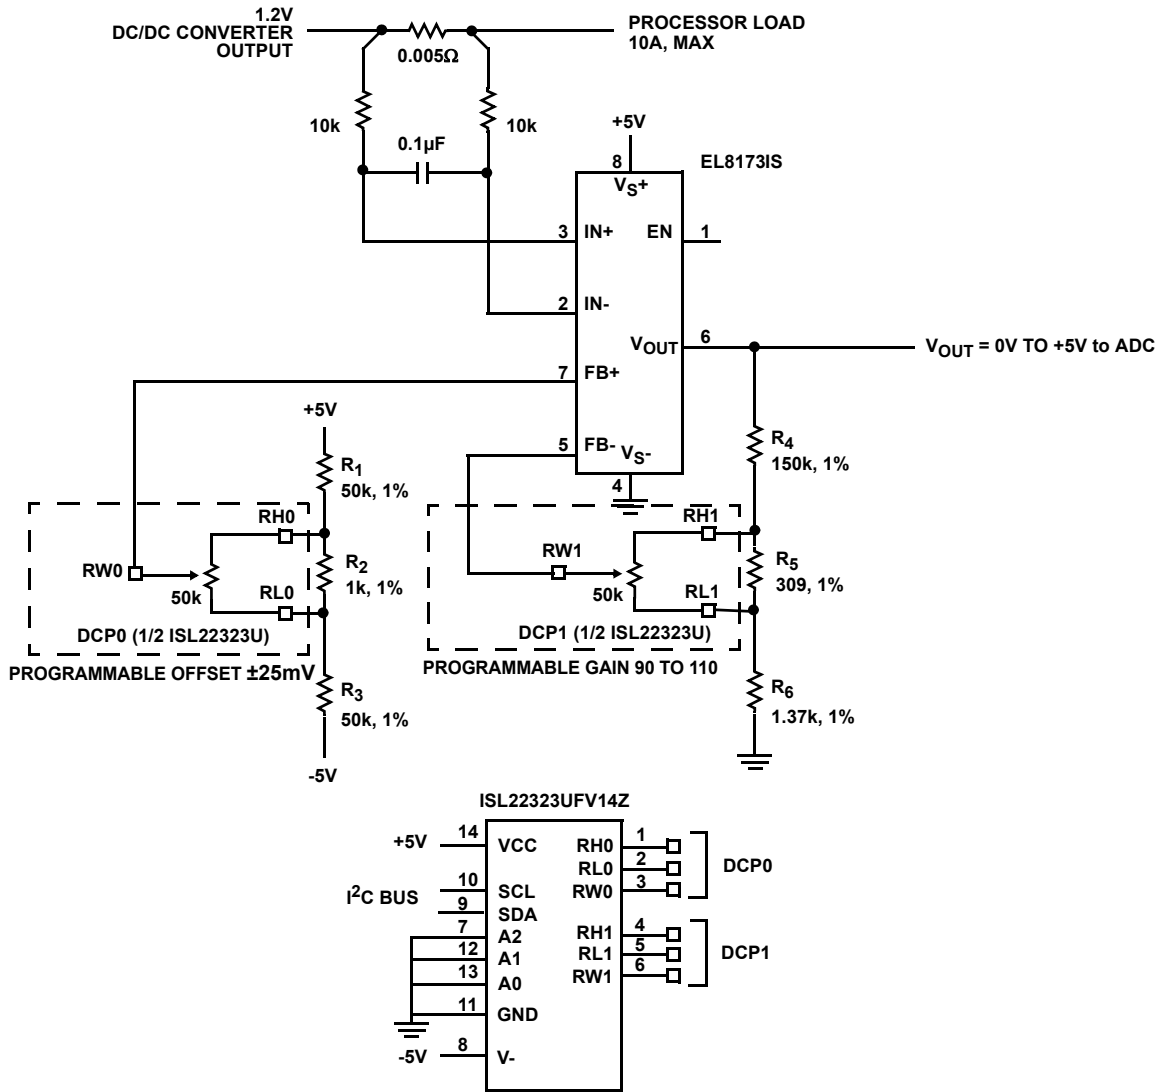 1.2V
DC/DC CONVERTER
OUTPUT
PROCESSOR LOAD
10A, MAX
0.005Ω
10k
10k
0.1µF
+5V
EL8173IS
8
VS+
3
IN+
EN
1
2
IN-
VOUT
6
VOUT = 0V TO +5V to ADC
7
FB+
5
FB-
VS-
4
+5V
R1
50k, 1%
RH0
RW0
R2
1k, 1%
50k
RL0
DCP0 (1/2 ISL22323U)
PROGRAMMABLE OFFSET ±25mV
R3
50k, 1%
-5V
R4
150k, 1%
RH1
RW1
R5
309, 1%
50k
RL1
DCP1 (1/2 ISL22323U)
PROGRAMMABLE GAIN 90 TO 110
R6
1.37k, 1%
ISL22323UFV14Z
+5V
14
VCC
RH0
1
RL0
2
RW0
3
DCP0
I2C BUS
10
SCL
9
SDA
7
A2
12
A1
13
A0
11
GND
-5V
8
V-
RH1
4
RL1
5
RW1
6
DCP1